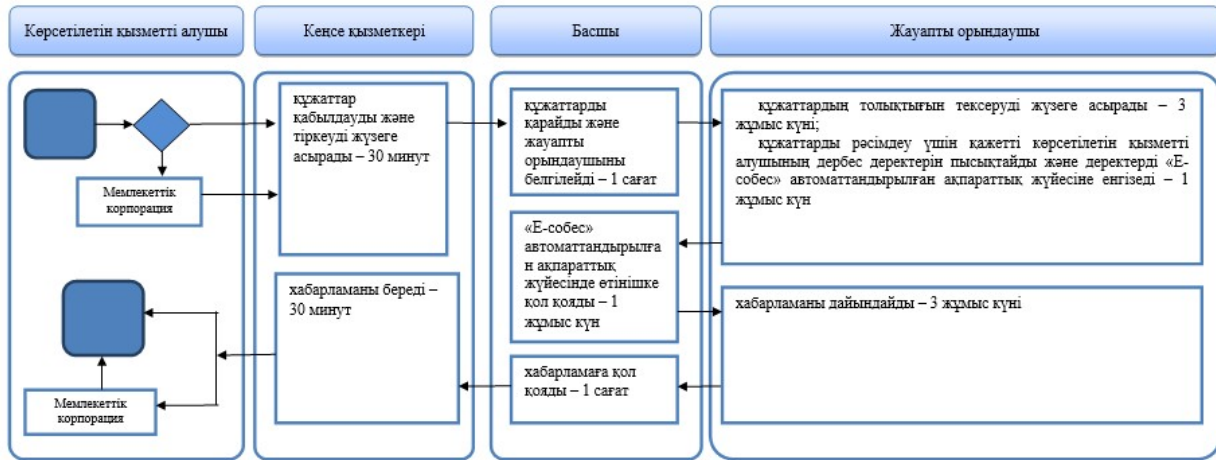 Көрсетілетін қызметті алушы
Кеңсе қызметкері
Басшы
Жауапты орындаушы
Мемлекеттік
корпорация
құжаттар
қабылдауды және
тіркеуді жүзеге
асырады – 30 минут
құжаттарды
қарайды және
жауапты
орындаушыны
белгілейді – 1 сағат
құжаттардың толықтығын тексеруді жүзеге асырады – 3
жұмыс күні;
құжаттарды рәсімдеу үшін қажетті көрсетілетін қызметті
алушының дербес деректерін пысықтайды және деректерді «Е-
собес» автоматтандырылған ақпараттық жүйесіне енгізеді – 1
жұмыс күн
«Е-собес»
автоматтандырылға
н ақпараттық
жүйесінде өтінішке
қол қояды – 1
жұмыс күн
хабарламаны дайындайды – 3 жұмыс күні
хабарламаға қол
қояды – 1 сағат
хабарламаны береді –
30 минут
Мемлекеттік
корпорация